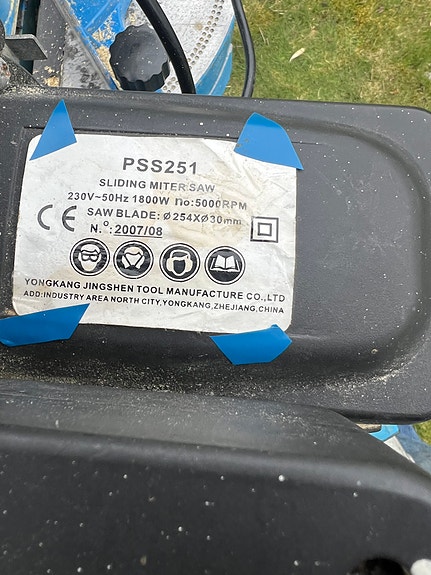 PSS251
SLIDING MITER SAW
230V~50Hz 1800W no:5000RPM
CE SAW BLADE: Ø254XØ30mm
N.º: 2007/08
YONGKANG JINGSHEN TOOL MANUFACTURE CO.,LTD
ADD:INDUSTRY AREA NORTH CITY,YONGKANG,ZHEJIANG,CHINA